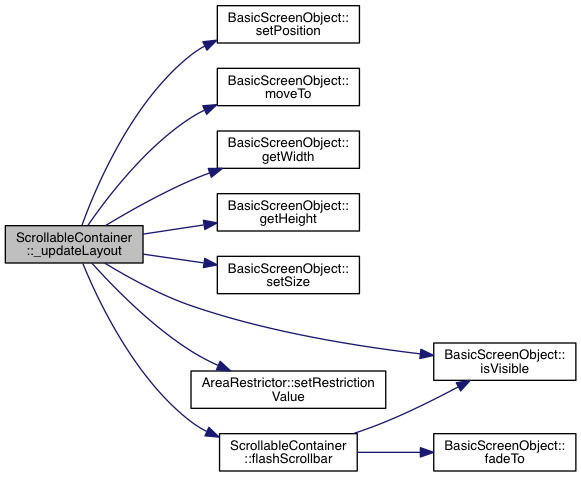 BasicScreenObject::
setPosition
BasicScreenObject::
moveTo
BasicScreenObject::
getWidth
BasicScreenObject::
getHeight
ScrollableContainer
::_updateLayout
BasicScreenObject::
setSize
BasicScreenObject::
isVisible
AreaRestrictor::setRestriction
Value
ScrollableContainer
::flashScrollbar
BasicScreenObject::
fadeTo